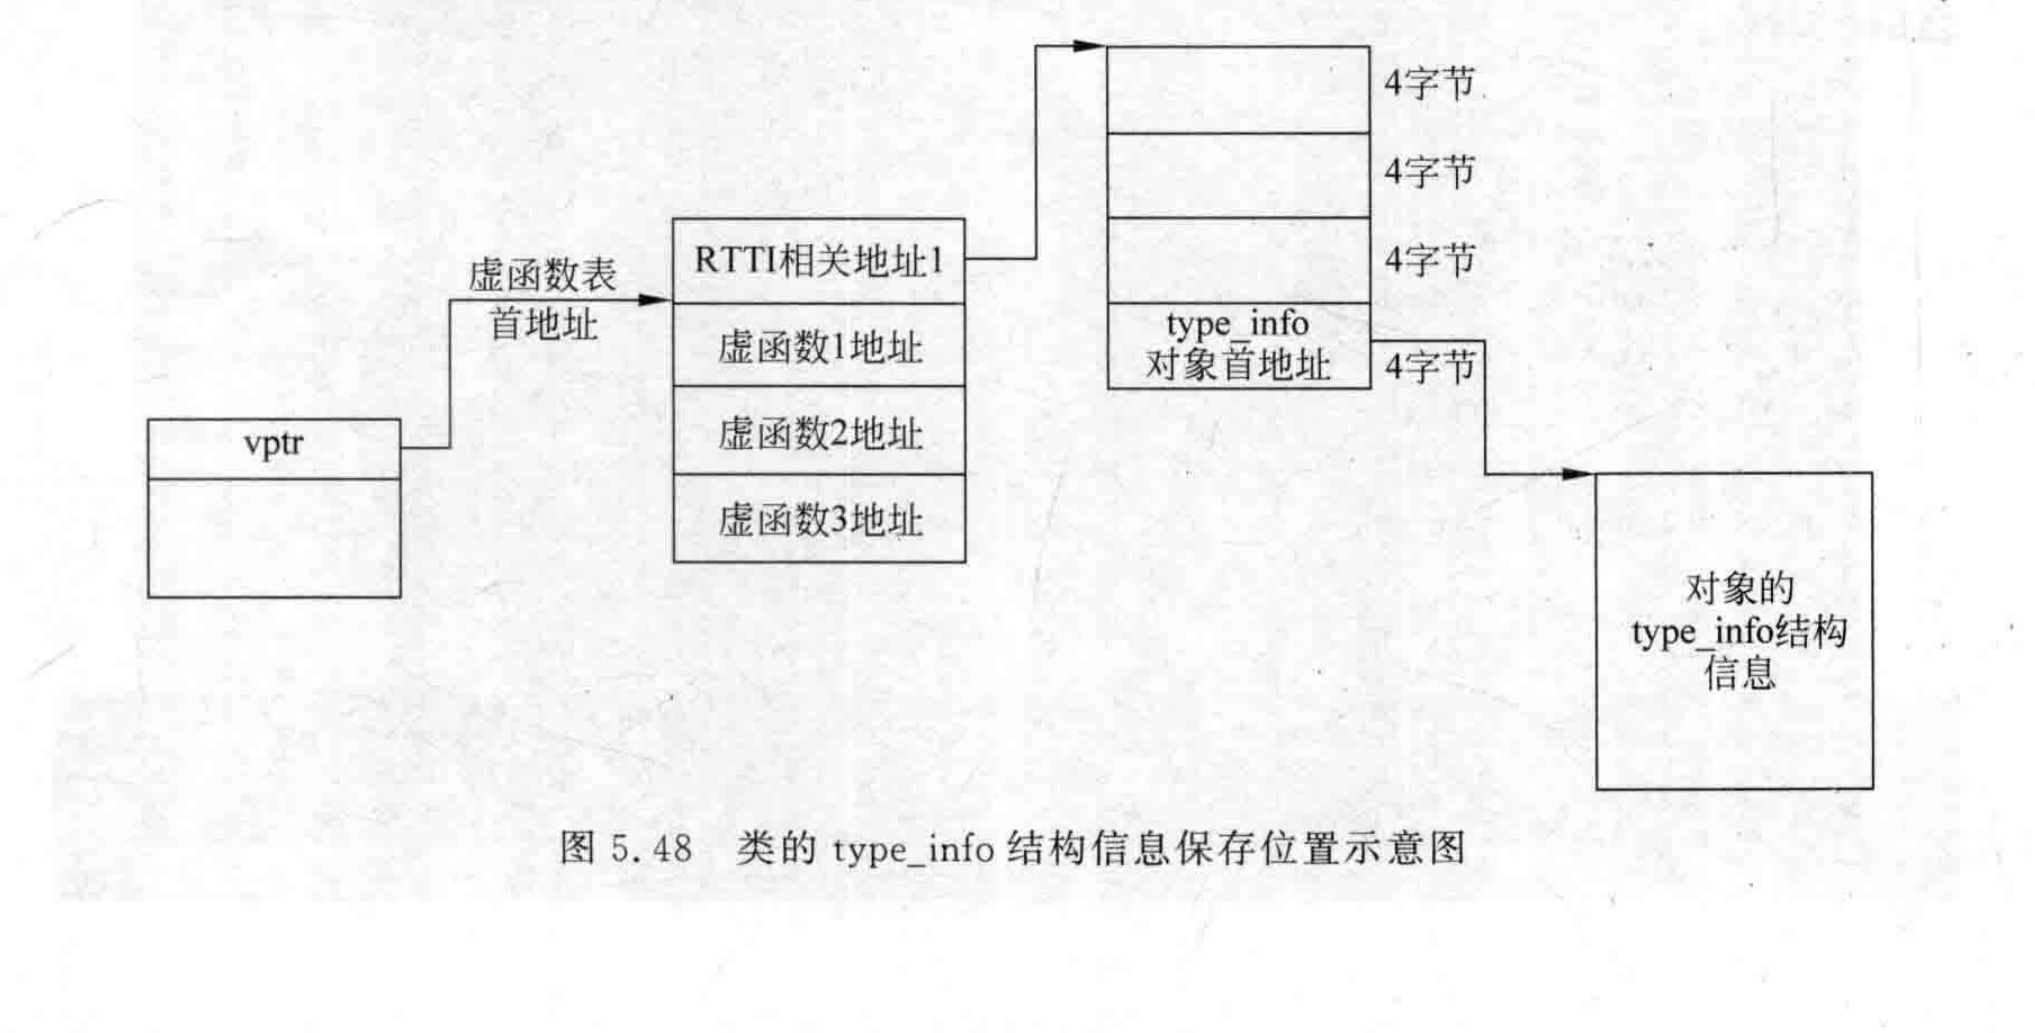 4字节
4字节
4字节
type_info
对象首地址
4字节
RTTI相关地址1
虚函数1地址
虚函数2地址
虚函数3地址
虚函数表
首地址
vptr
对象的
type_info结构
信息
图 5.48 类的 type_info 结构信息保存位置示意图